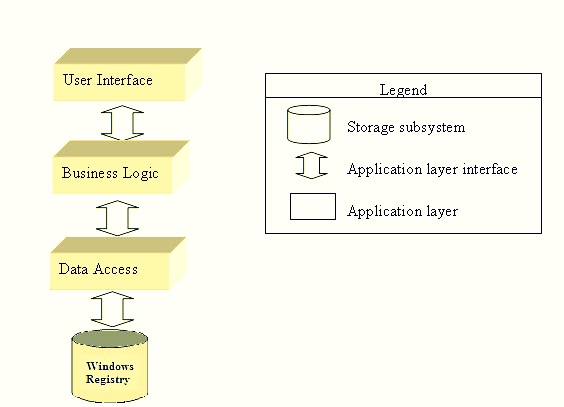 User Interface
Business Logic
Data Access
Windows
Registry
Legend
Storage subsystem
Application layer interface
Application layer